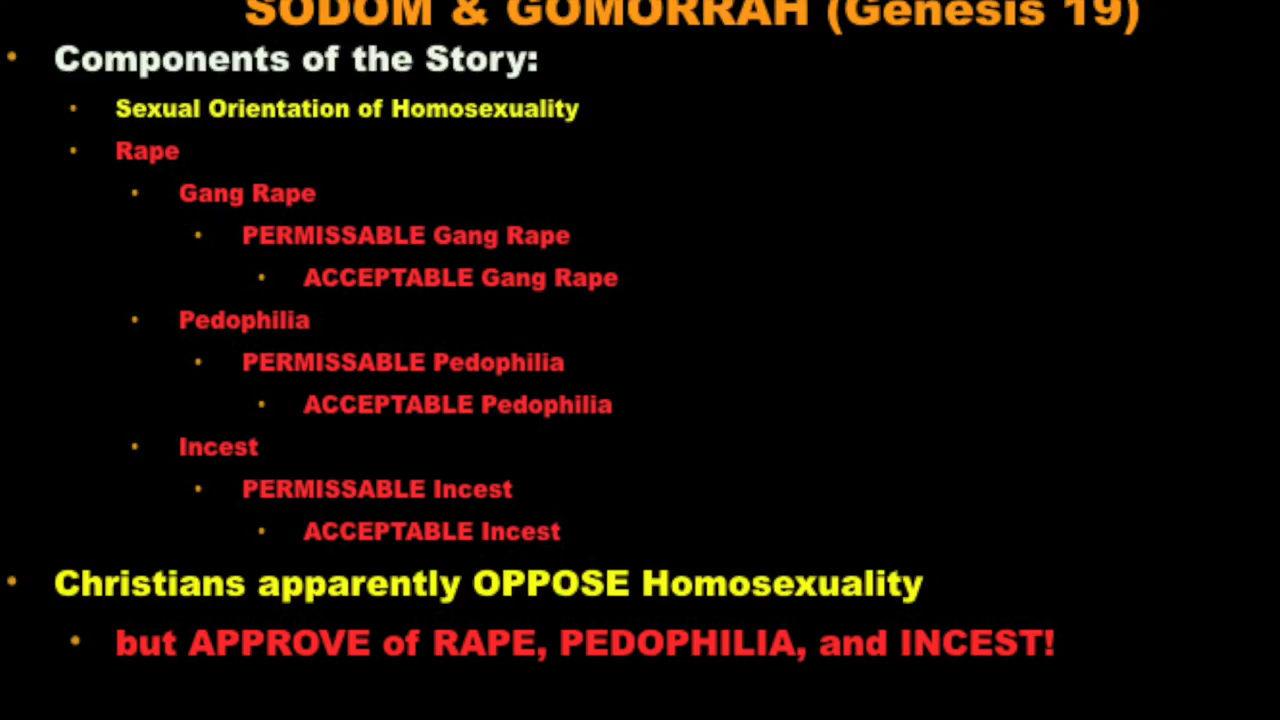 SODOM & GOMORRAH (Genesis 19)
• Components of the Story:
• Sexual Orientation of Homosexuality
• Rape
• Gang Rape
• PERMISSABLE Gang Rape
• ACCEPTABLE Gang Rape
• Pedophilia
• PERMISSABLE Pedophilia
• ACCEPTABLE Pedophilia
• Incest
• PERMISSABLE Incest
• ACCEPTABLE Incest
• Christians apparently OPPOSE Homosexuality
• but APPROVE of RAPE, PEDOPHILIA, and INCEST!